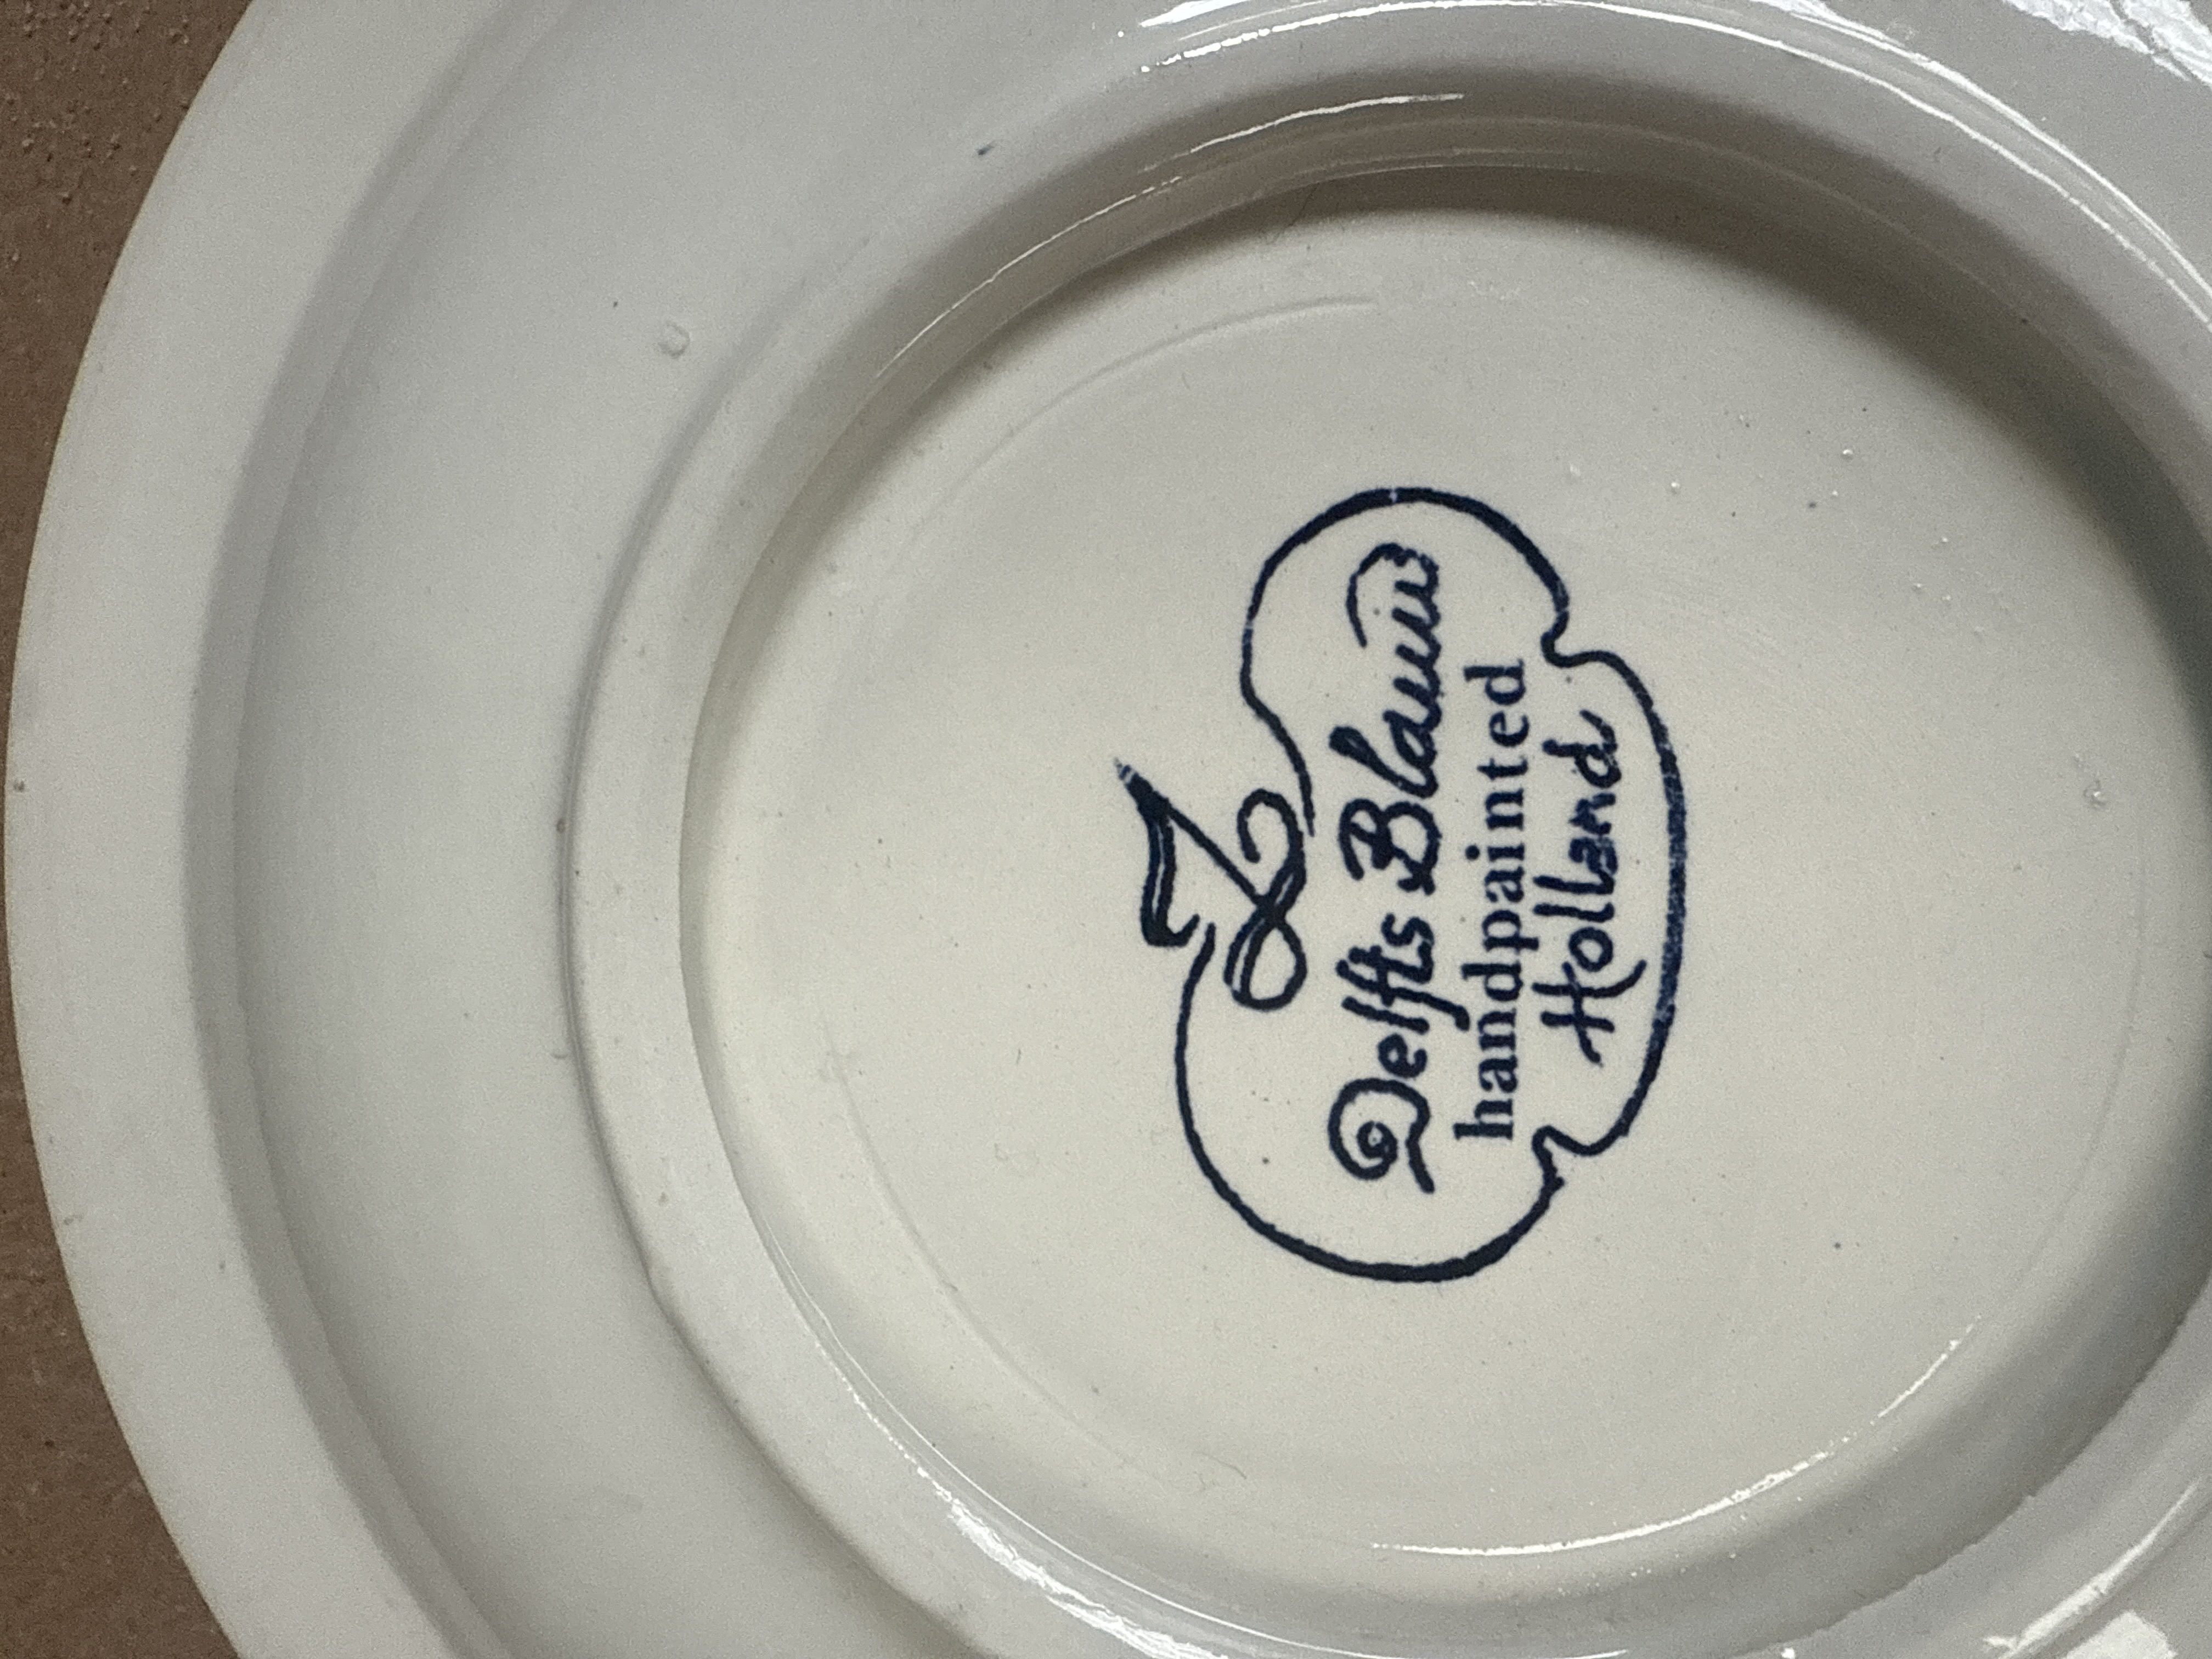 Delfts Blauw
handpainted
Holland